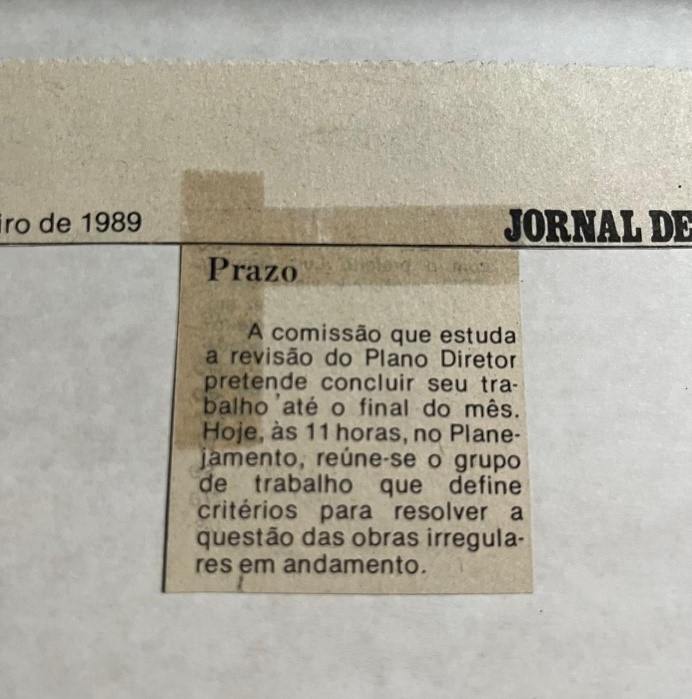 iro de 1989 JORNAL DE
Prazo
A comissão que estuda
a revisão do Plano Diretor
pretende concluir seu tra-
balho até o final do mês.
Hoje, às 11 horas, no Plane-
jamento, reúne-se o grupo
de trabalho que define
critérios para resolver a
questão das obras irregula-
res em andamento.